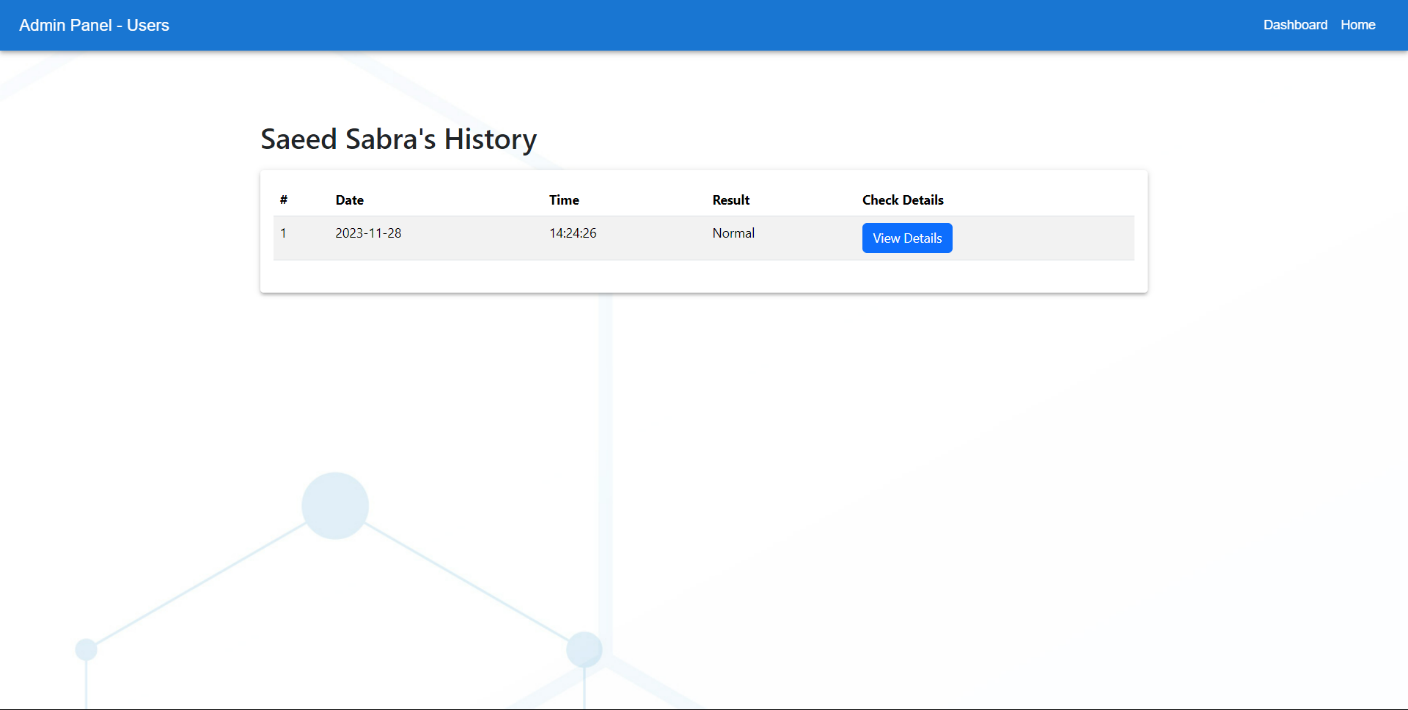 Admin Panel - Users Dashboard Home
Saeed Sabra's History
# Date Time Result Check Details
1 2023-11-28 14:24:26 Normal View Details